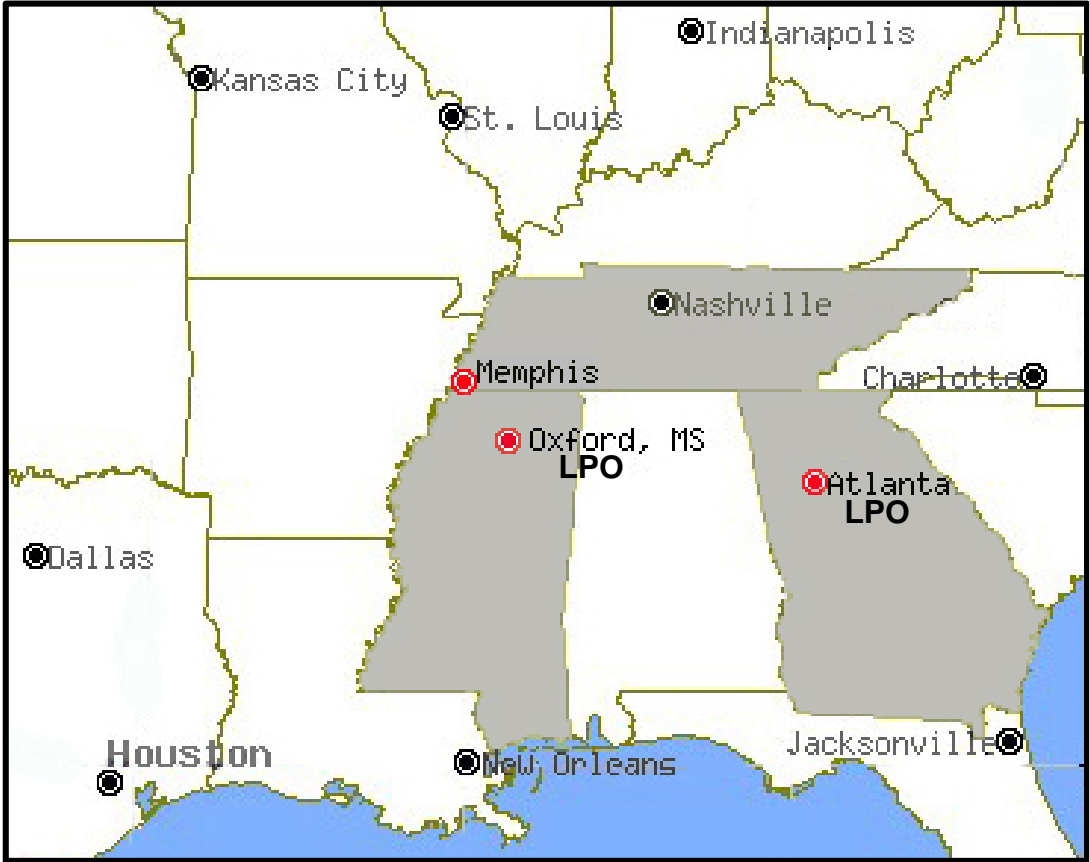 Indianapolis
Kansas City
St. Louis
Nashville
Memphis
Charlotte
Oxford, MS
LPO
Atlanta
LPO
Dallas
Houston
Jacksonville
New Orleans